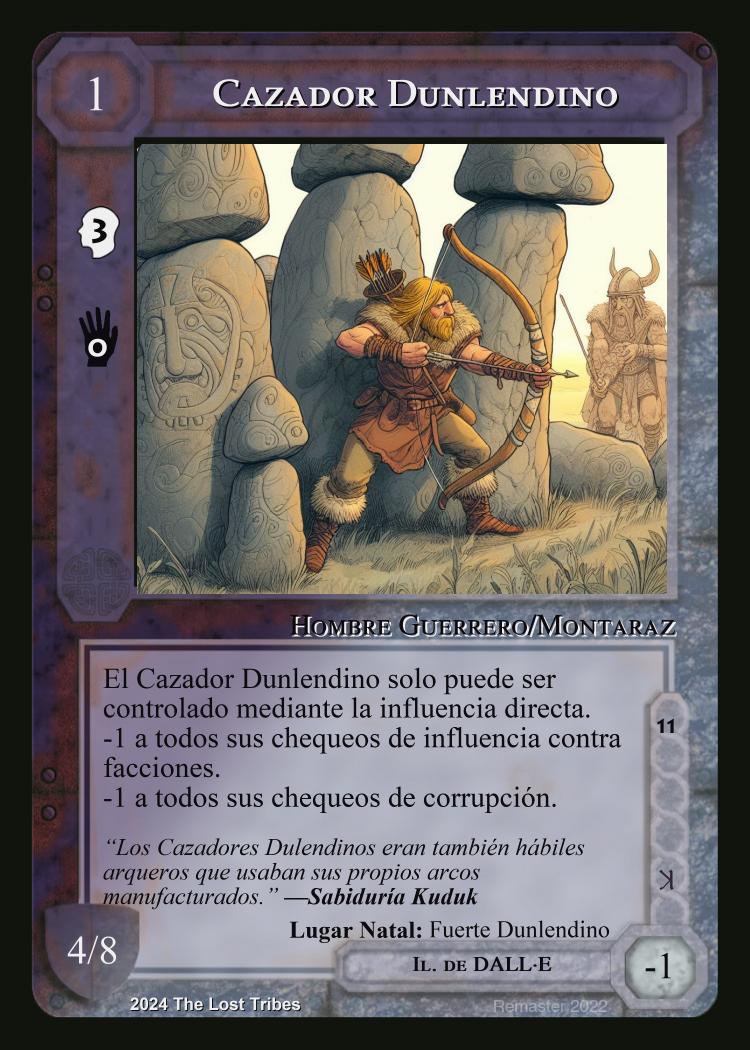 1
Cazador Dunlendino
3
0
Hombre Guerrero/Montaraz
El Cazador Dunlendino solo puede ser
controlado mediante la influencia directa.
-1 a todos sus chequeos de influencia contra
facciones.
-1 a todos sus chequeos de corrupción.
11
“Los Cazadores Dulendinos eran también hábiles
arqueros que usaban sus propios arcos
manufacturados.” —Sabiduría Kuduk
Lugar Natal: Fuerte Dunlendino
4/8
Il. de DALL·E
-1
2024 The Lost Tribes
Remaster 2022